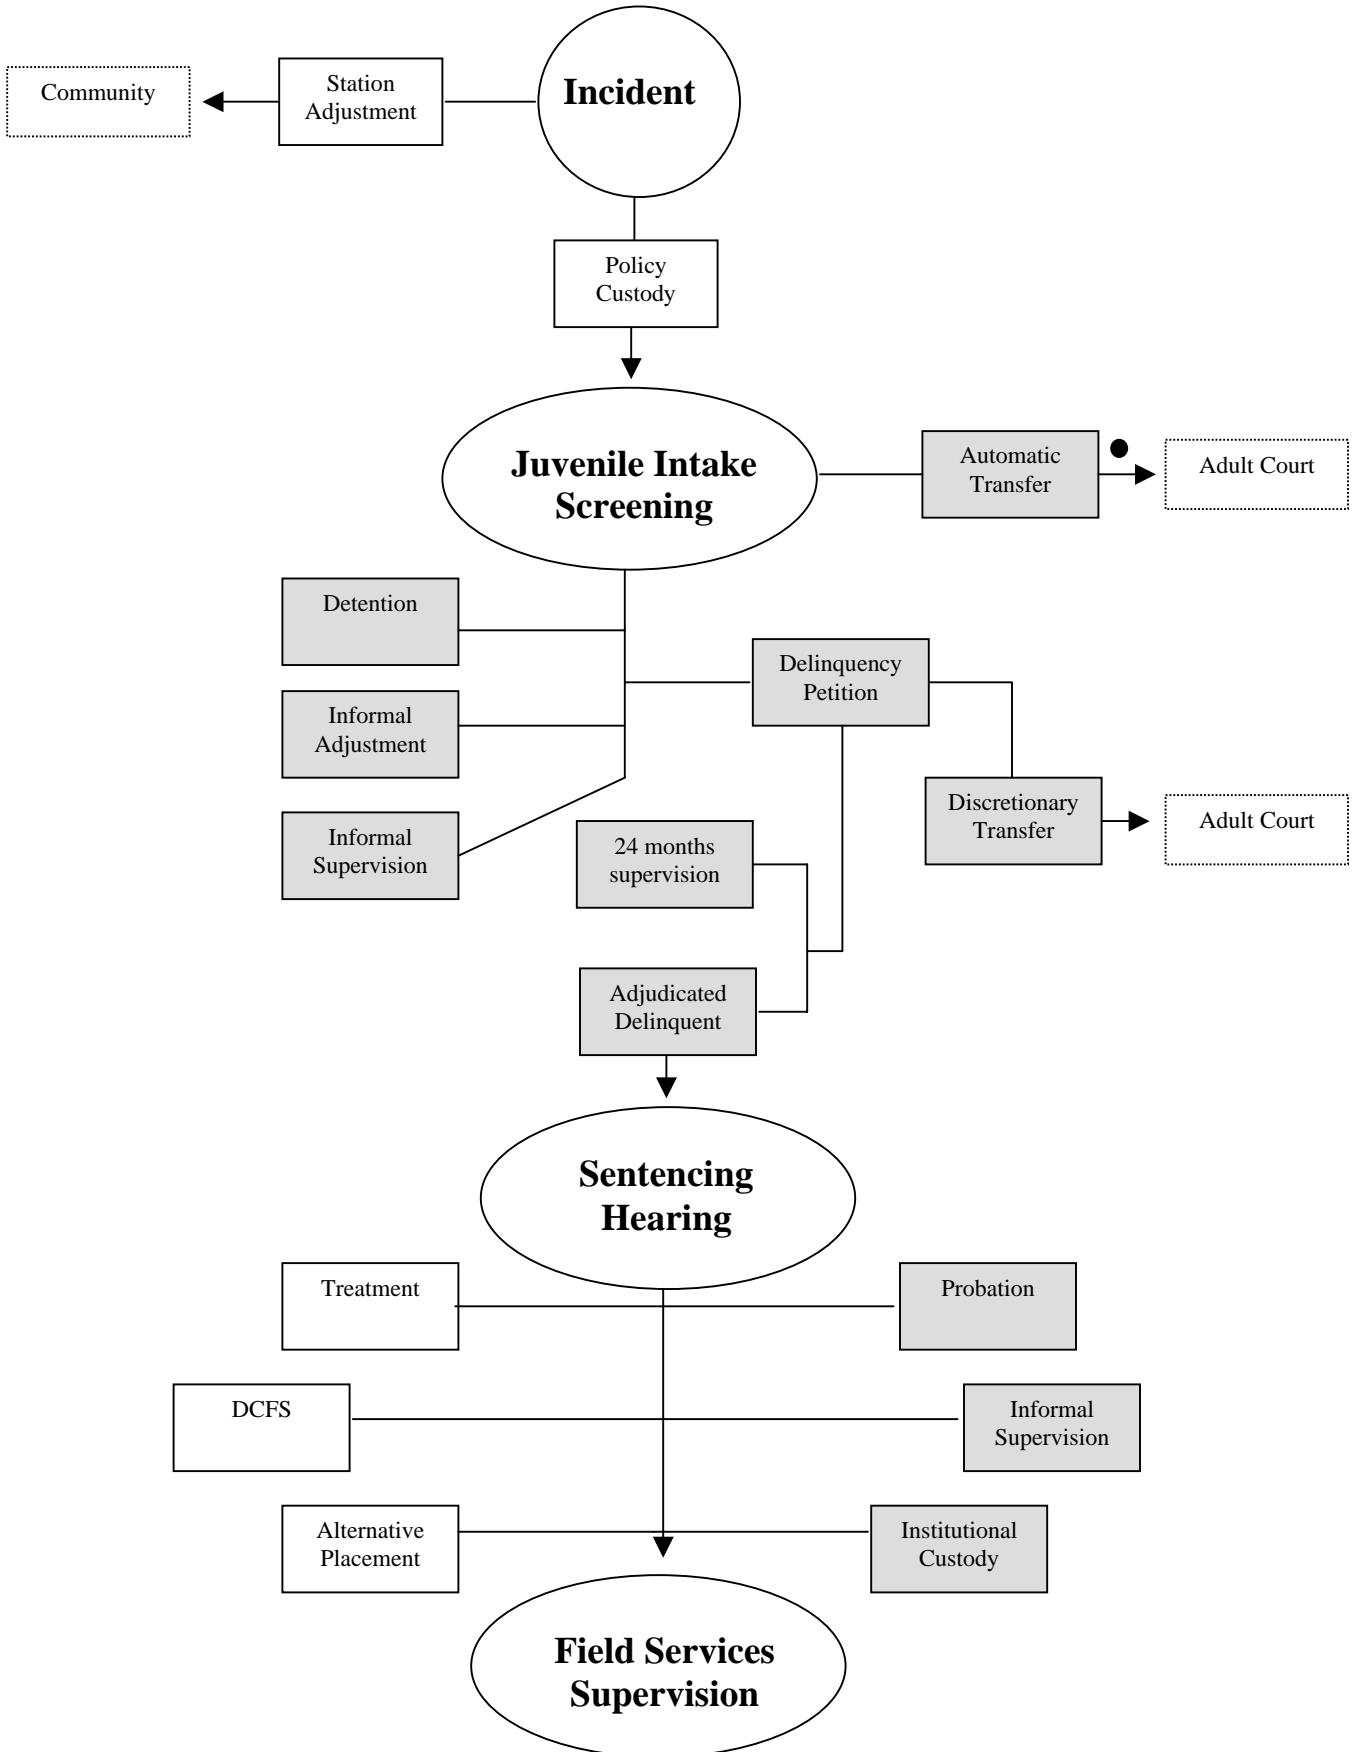 Incident
Station
Adjustment
Community
Policy
Custody
Juvenile Intake
Screening
Automatic
Transfer
Adult Court
Detention
Delinquency
Petition
Informal
Adjustment
Discretionary
Transfer
Adult Court
Informal
Supervision
24 months
supervision
Adjudicated
Delinquent
Sentencing
Hearing
Treatment
Probation
DCFS
Informal
Supervision
Alternative
Placement
Institutional
Custody
Field Services
Supervision